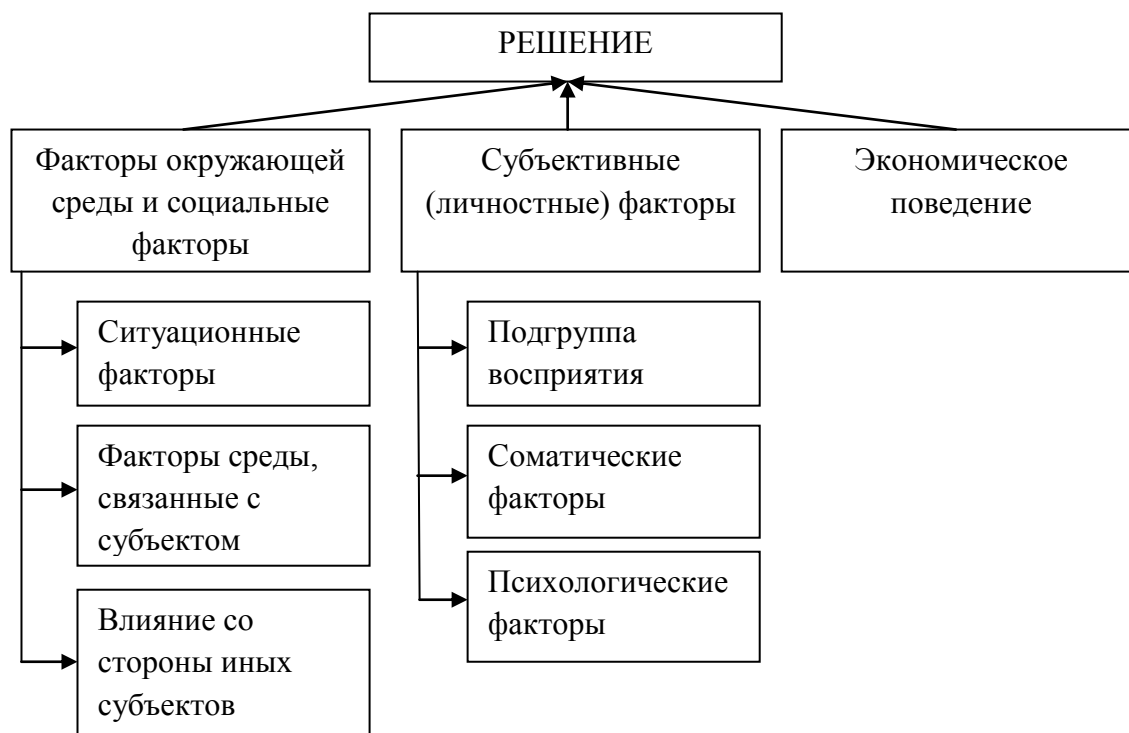 РЕШЕНИЕ
Факторы окружающей
среды и социальные
факторы
Субъективные
(личностные) факторы
Экономическое
поведение
Ситуационные
факторы
Факторы среды,
связанные с
субъектом
Влияние со
стороны иных
субъектов
Подгруппа
восприятия
Соматические
факторы
Психологические
факторы